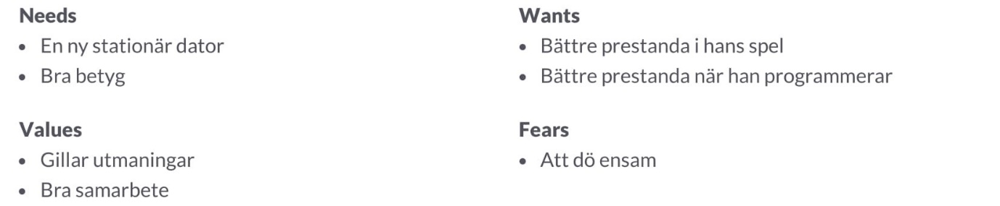 Needs
• En ny stationär dator
• Bra betyg
Wants
• Bättre prestanda i hans spel
• Bättre prestanda när han programmerar
Values
• Gillar utmaningar
• Bra samarbete
Fears
• Att dö ensam